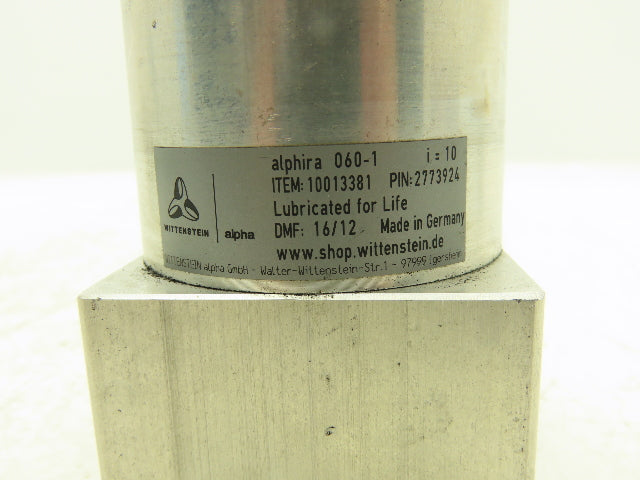 alphira 060-1 i = 10
ITEM: 10013381 PIN: 2773924
Lubricated for Life
WITTENSTEIN alpha DMF: 16/12 Made in Germany
www.shop.wittenstein.de
WITTENSTEIN alpha GmbH - Walter-Wittenstein-Str.1 - 97999 Igersheim